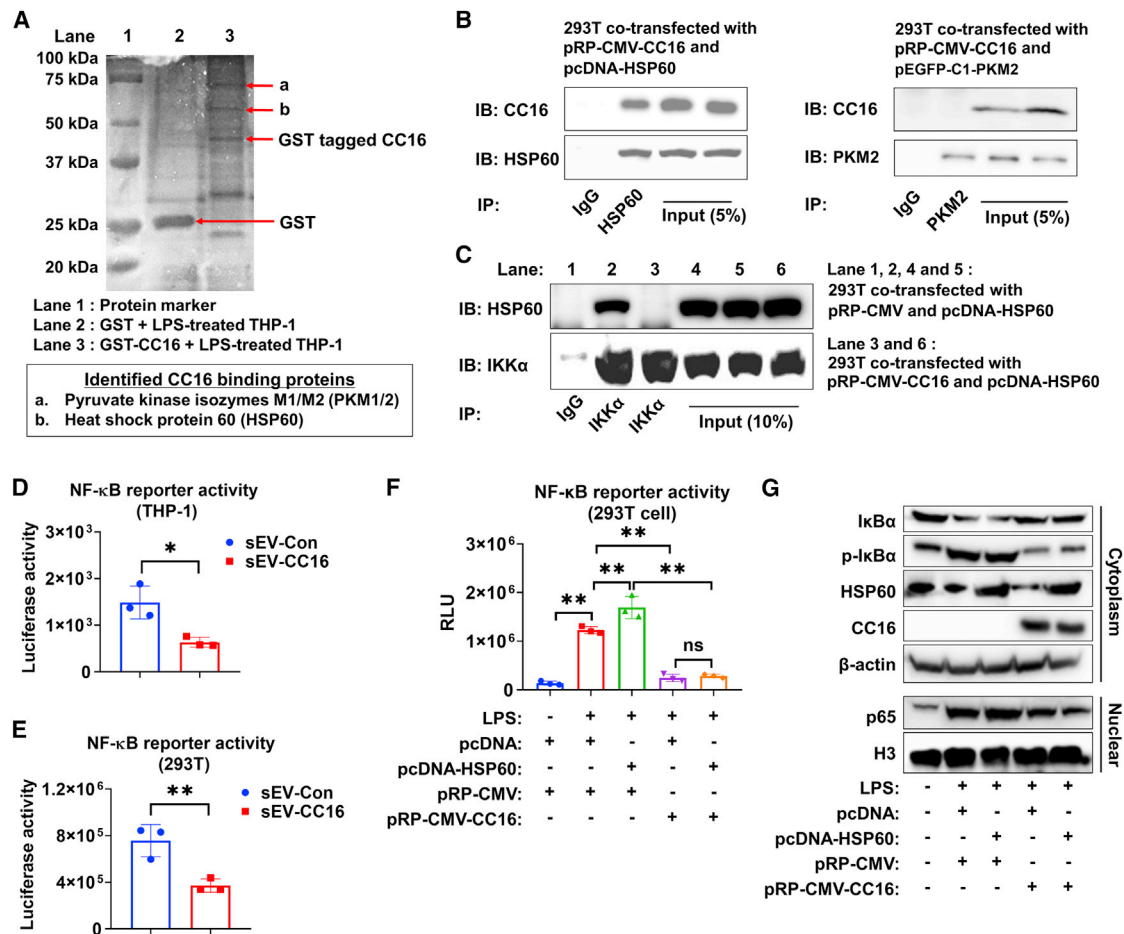 A
Lane 1 2 3
100 kDa
75 kDa
50 kDa
37 kDa
25 kDa
20 kDa
a
b
GST tagged CC16
GST
Lane 1 : Protein marker
Lane 2 : GST + LPS-treated THP-1
Lane 3 : GST-CC16 + LPS-treated THP-1
Identified CC16 binding proteins
a. Pyruvate kinase isozymes M1/M2 (PKM1/2)
b. Heat shock protein 60 (HSP60)
B
293T co-transfected with
pRP-CMV-CC16 and
pcDNA-HSP60
IB: CC16
IB: HSP60
IP: IgG HSP60 Input (5%)
293T co-transfected with
pRP-CMV-CC16 and
pEGFP-C1-PKM2
IB: CC16
IB: PKM2
IP: IgG PKM2 Input (5%)
C
Lane: 1 2 3 4 5 6
IB: HSP60
IB: IKKα
IP: IgG IKKα IKKα Input (10%)
Lane 1, 2, 4 and 5 :
293T co-transfected with
pRP-CMV and pcDNA-HSP60
Lane 3 and 6 :
293T co-transfected with
pRP-CMV-CC16 and pcDNA-HSP60
D
NF-κB reporter activity
(THP-1)
Luciferase activity
3×10³
2×10³
1×10³
0
*
sEV-Con
sEV-CC16
E
NF-κB reporter activity
(293T)
Luciferase activity
1.2×10⁶
8×10⁵
4×10⁵
0
**
sEV-Con
sEV-CC16
F
NF-κB reporter activity
(293T cell)
RLU
3×10⁶
2×10⁶
1×10⁶
0
**
** **
**
ns
LPS: - + + + +
pcDNA: + + - + -
pcDNA-HSP60: - - + - +
pRP-CMV: + + + - -
pRP-CMV-CC16: - - - + +
G
IκBα
p-IκBα
HSP60
CC16
β-actin
Cytoplasm
p65
H3
Nuclear
LPS: - + + + +
pcDNA: - + - + -
pcDNA-HSP60: - - + - +
pRP-CMV: - + + - -
pRP-CMV-CC16: - - - + +